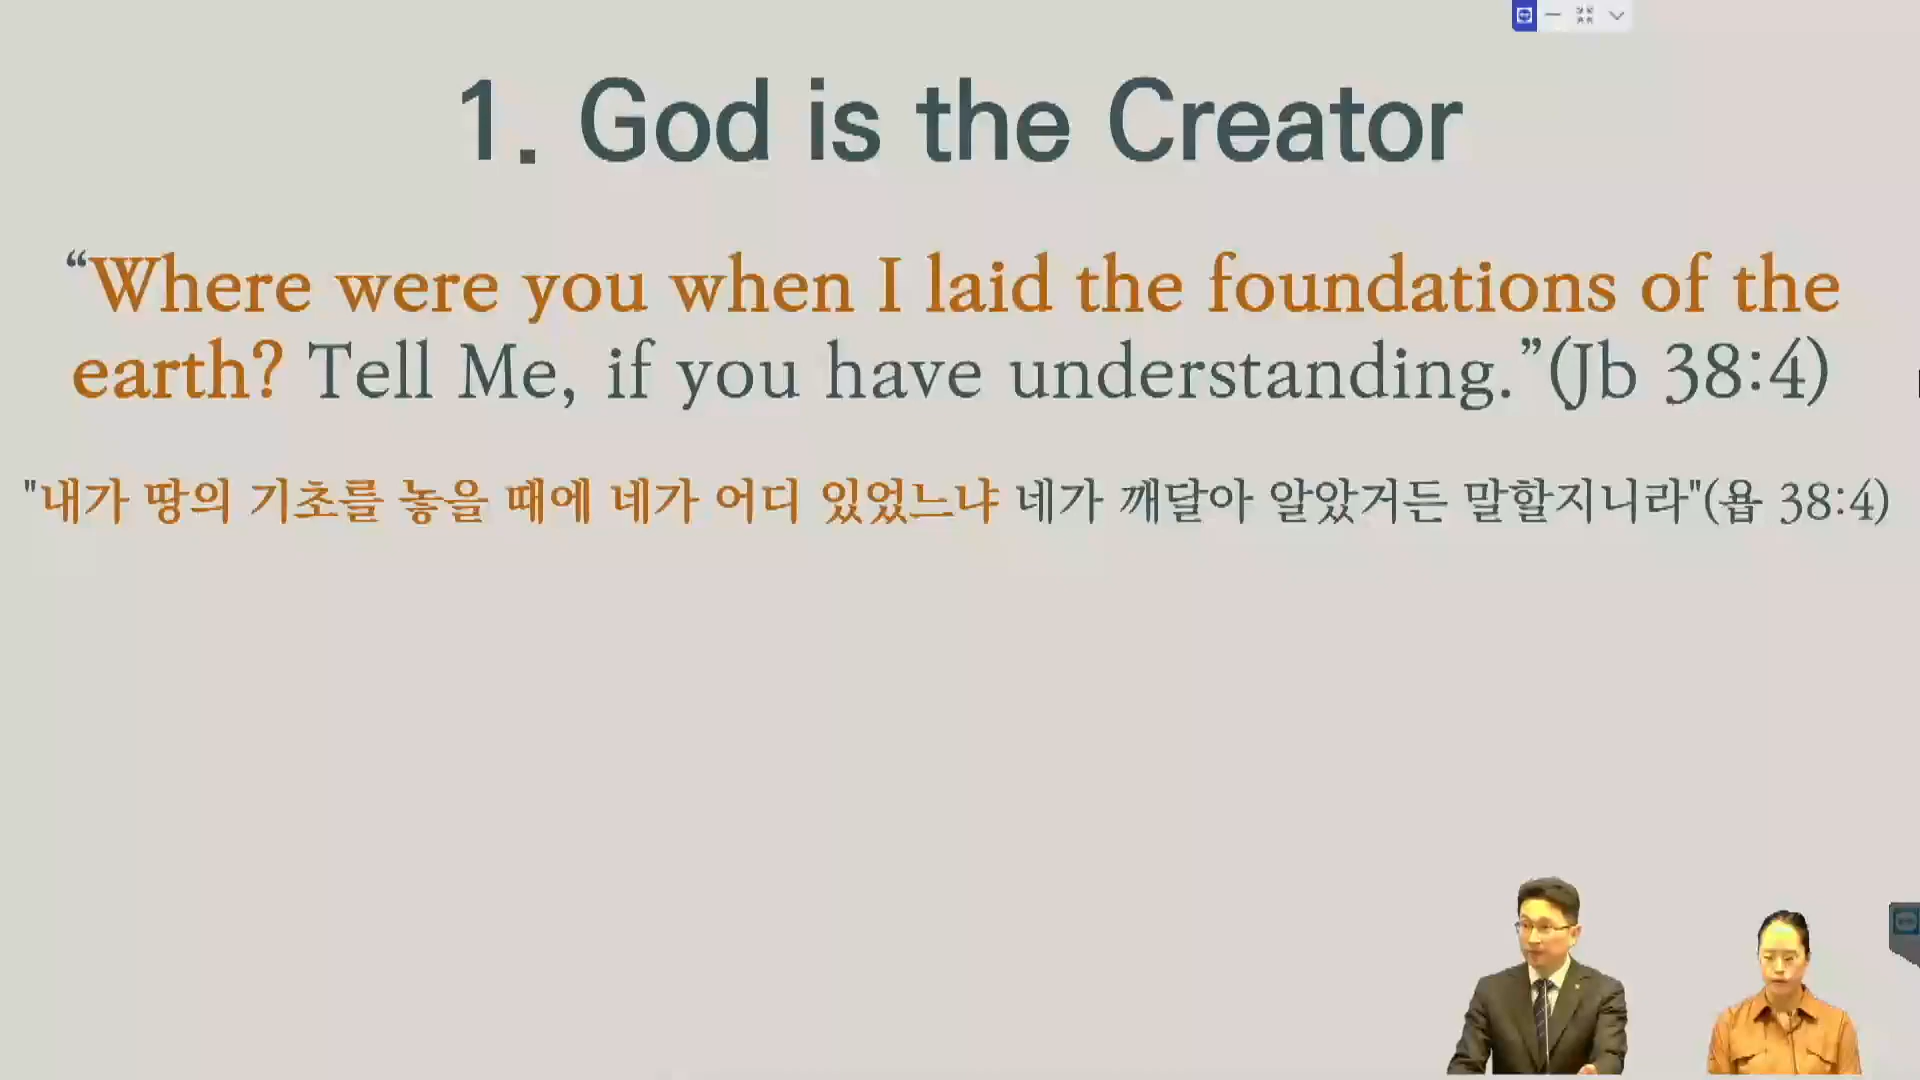 1. God is the Creator
“Where were you when I laid the foundations of the
earth? Tell Me, if you have understanding.”(Jb 38:4)
"내가 땅의 기초를 놓을 때에 네가 어디 있었느냐 네가 깨달아 알았거든 말할지니라"(욥 38:4)